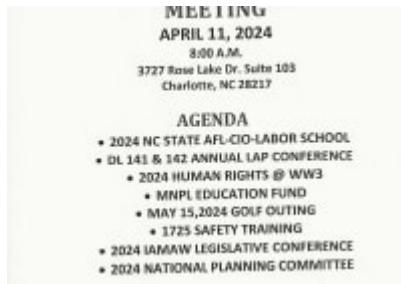 MEETING
APRIL 11, 2024
8:00 A.M.
3727 Rose Lake Dr. Suite 103
Charlotte, NC 28217
AGENDA
• 2024 NC STATE AFL-CIO-LABOR SCHOOL
• DL 141 & 142 ANNUAL LAP CONFERENCE
• 2024 HUMAN RIGHTS @ WW3
• MNPL EDUCATION FUND
• MAY 15,2024 GOLF OUTING
• 1725 SAFETY TRAINING
• 2024 IAMAW LEGISLATIVE CONFERENCE
• 2024 NATIONAL PLANNING COMMITTEE